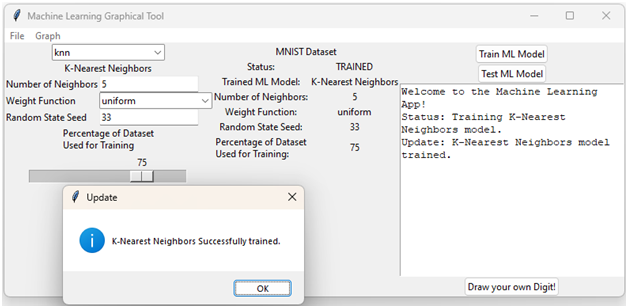 Machine Learning Graphical Tool
File Graph
knn
K-Nearest Neighbors
Number of Neighbors 5
Weight Function uniform
Random State Seed 33
Percentage of Dataset
Used for Training
75
MNIST Dataset
Status: TRAINED
Trained ML Model: K-Nearest Neighbors
Number of Neighbors: 5
Weight Function: uniform
Random State Seed: 33
Percentage of Dataset
Used for Training: 75
Train ML Model
Test ML Model
Welcome to the Machine Learning
App!
Status: Training K-Nearest
Neighbors model.
Update: K-Nearest Neighbors model
trained.
Draw your own Digit!
Update
K-Nearest Neighbors Successfully trained.
OK